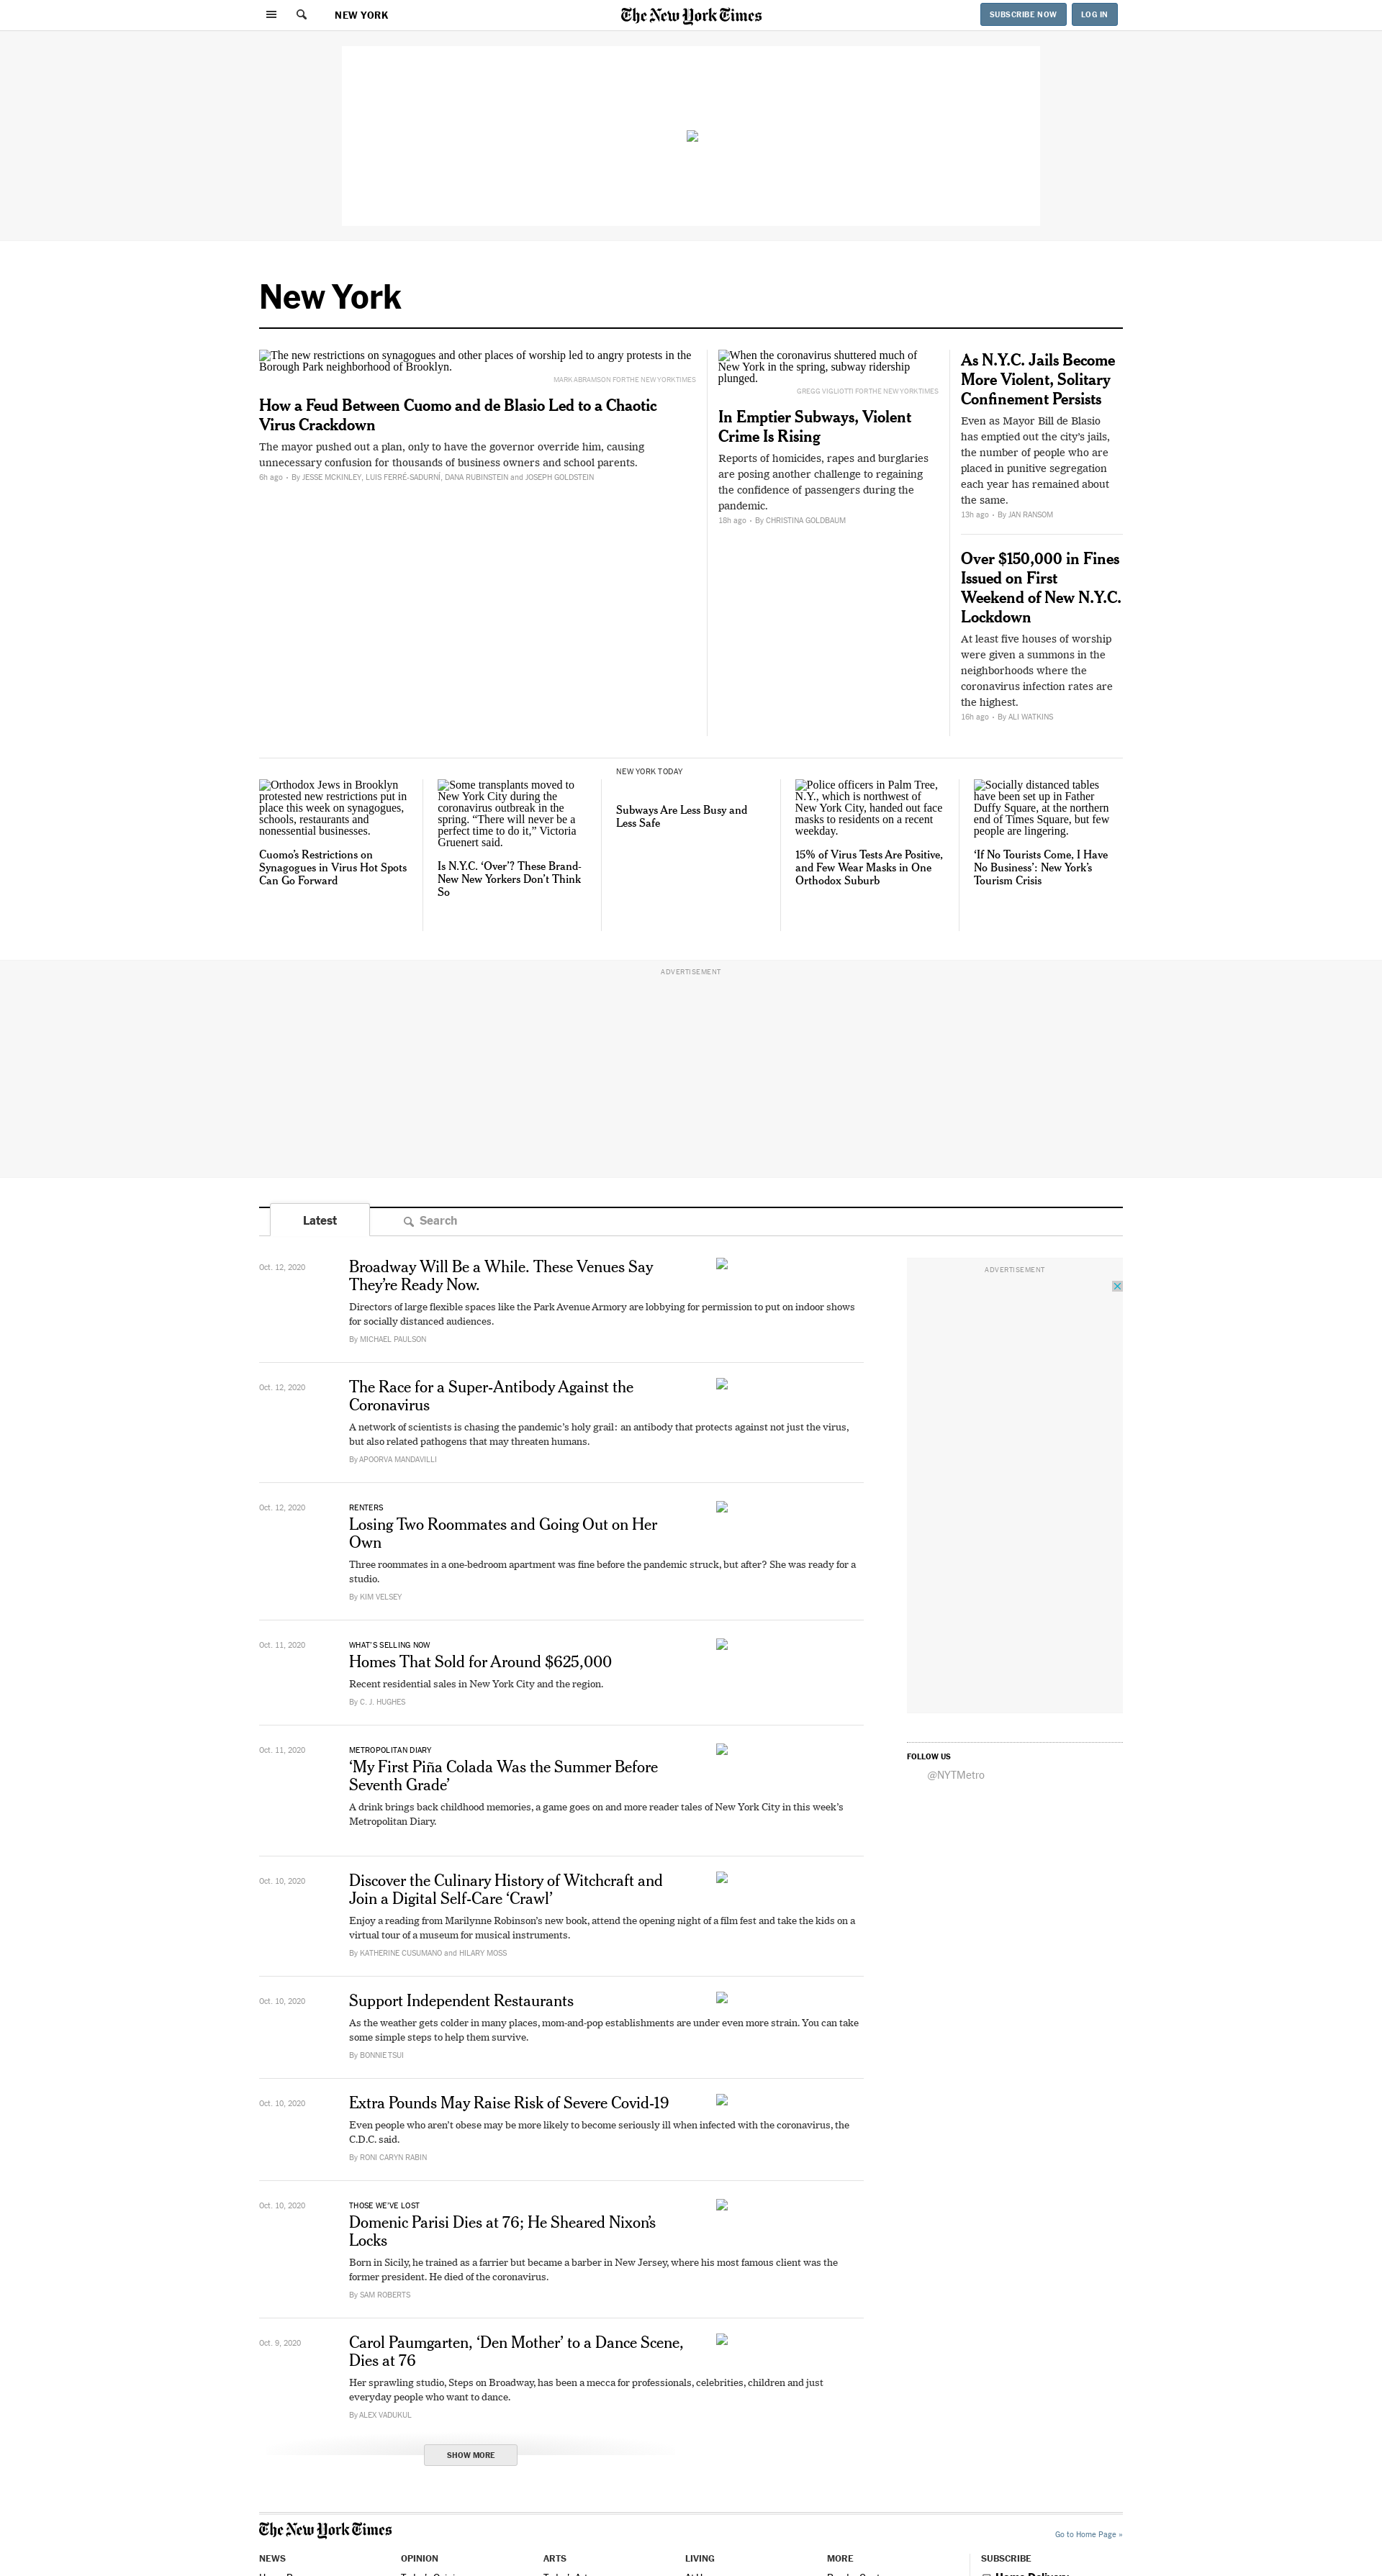 NEW YORK
The New York Times
SUBSCRIBE NOW
LOG IN
New York
The new restrictions on synagogues and other places of worship led to angry protests in the
Borough Park neighborhood of Brooklyn.
MARK ABRAMSON FOR THE NEW YORK TIMES
How a Feud Between Cuomo and de Blasio Led to a Chaotic
Virus Crackdown
The mayor pushed out a plan, only to have the governor override him, causing
unnecessary confusion for thousands of business owners and school parents.
6h ago • By JESSE MCKINLEY, LUIS FERRÉ-SADURNÍ, DANA RUBINSTEIN and JOSEPH GOLDSTEIN
When the coronavirus shuttered much of
New York in the spring, subway ridership
plunged.
GREGG VIGLIOTTI FOR THE NEW YORK TIMES
In Emptier Subways, Violent
Crime Is Rising
Reports of homicides, rapes and burglaries
are posing another challenge to regaining
the confidence of passengers during the
pandemic.
18h ago • By CHRISTINA GOLDBAUM
As N.Y.C. Jails Become
More Violent, Solitary
Confinement Persists
Even as Mayor Bill de Blasio
has emptied out the city’s jails,
the number of people who are
placed in punitive segregation
each year has remained about
the same.
13h ago • By JAN RANSOM
Over $150,000 in Fines
Issued on First
Weekend of New N.Y.C.
Lockdown
At least five houses of worship
were given a summons in the
neighborhoods where the
coronavirus infection rates are
the highest.
16h ago • By ALI WATKINS
Orthodox Jews in Brooklyn
protested new restrictions put in
place this week on synagogues,
schools, restaurants and
nonessential businesses.
Cuomo’s Restrictions on
Synagogues in Virus Hot Spots
Can Go Forward
Some transplants moved to
New York City during the
coronavirus outbreak in the
spring. “There will never be a
perfect time to do it,” Victoria
Gruenert said.
Is N.Y.C. ‘Over’? These Brand-
New New Yorkers Don’t Think
So
NEW YORK TODAY
Subways Are Less Busy and
Less Safe
Police officers in Palm Tree,
N.Y., which is northwest of
New York City, handed out face
masks to residents on a recent
weekday.
15% of Virus Tests Are Positive,
and Few Wear Masks in One
Orthodox Suburb
Socially distanced tables
have been set up in Father
Duffy Square, at the northern
end of Times Square, but few
people are lingering.
‘If No Tourists Come, I Have
No Business’: New York’s
Tourism Crisis
ADVERTISEMENT
Latest
Search
Oct. 12, 2020
Broadway Will Be a While. These Venues Say
They’re Ready Now.
Directors of large flexible spaces like the Park Avenue Armory are lobbying for permission to put on indoor shows
for socially distanced audiences.
By MICHAEL PAULSON
ADVERTISEMENT
Oct. 12, 2020
The Race for a Super-Antibody Against the
Coronavirus
A network of scientists is chasing the pandemic’s holy grail: an antibody that protects against not just the virus,
but also related pathogens that may threaten humans.
By APOORVA MANDAVILLI
Oct. 12, 2020
RENTERS
Losing Two Roommates and Going Out on Her
Own
Three roommates in a one-bedroom apartment was fine before the pandemic struck, but after? She was ready for a
studio.
By KIM VELSEY
Oct. 11, 2020
WHAT’S SELLING NOW
Homes That Sold for Around $625,000
Recent residential sales in New York City and the region.
By C. J. HUGHES
Oct. 11, 2020
METROPOLITAN DIARY
‘My First Piña Colada Was the Summer Before
Seventh Grade’
A drink brings back childhood memories, a game goes on and more reader tales of New York City in this week’s
Metropolitan Diary.
FOLLOW US
@NYTMetro
Oct. 10, 2020
Discover the Culinary History of Witchcraft and
Join a Digital Self-Care ‘Crawl’
Enjoy a reading from Marilynne Robinson’s new book, attend the opening night of a film fest and take the kids on a
virtual tour of a museum for musical instruments.
By KATHERINE CUSUMANO and HILARY MOSS
Oct. 10, 2020
Support Independent Restaurants
As the weather gets colder in many places, mom-and-pop establishments are under even more strain. You can take
some simple steps to help them survive.
By BONNIE TSUI
Oct. 10, 2020
Extra Pounds May Raise Risk of Severe Covid-19
Even people who aren’t obese may be more likely to become seriously ill when infected with the coronavirus, the
C.D.C. said.
By RONI CARYN RABIN
Oct. 10, 2020
THOSE WE’VE LOST
Domenic Parisi Dies at 76; He Sheared Nixon’s
Locks
Born in Sicily, he trained as a farrier but became a barber in New Jersey, where his most famous client was the
former president. He died of the coronavirus.
By SAM ROBERTS
Oct. 9, 2020
Carol Paumgarten, ‘Den Mother’ to a Dance Scene,
Dies at 76
Her sprawling studio, Steps on Broadway, has been a mecca for professionals, celebrities, children and just
everyday people who want to dance.
By ALEX VADUKUL
SHOW MORE
The New York Times
Go to Home Page »
NEWS
OPINION
ARTS
LIVING
MORE
SUBSCRIBE